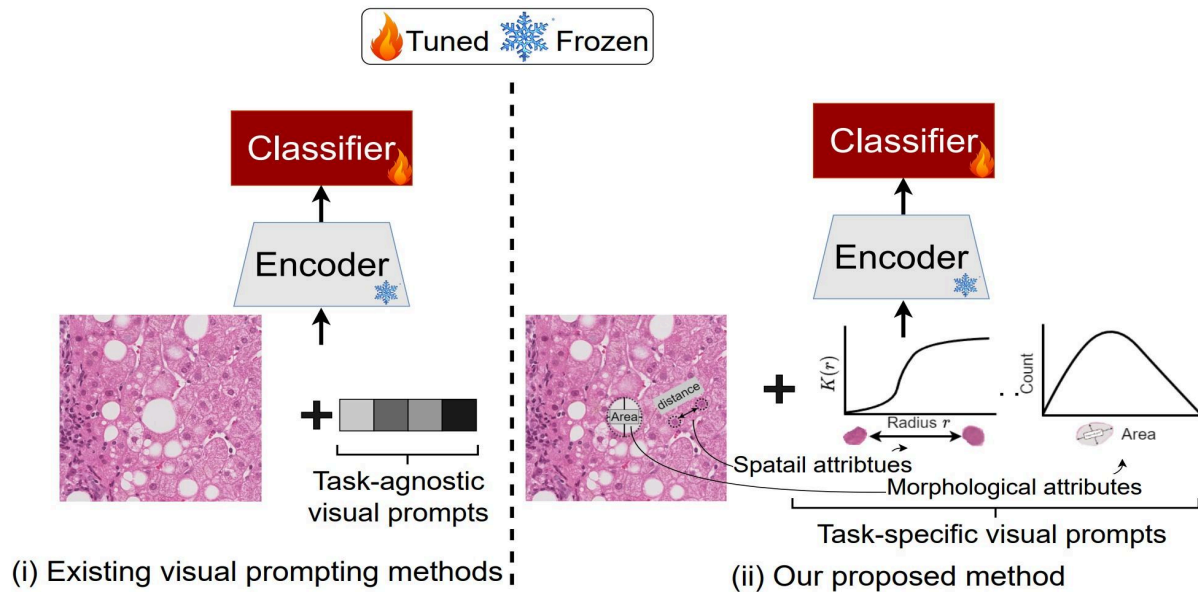 Tuned Frozen
Classifier
Encoder
Task-agnostic
visual prompts
(i) Existing visual prompting methods
Classifier
Encoder
Area
distance
K(r)
Radius r
Count
Area
Spatail attribtues
Morphological attributes
Task-specific visual prompts
(ii) Our proposed method